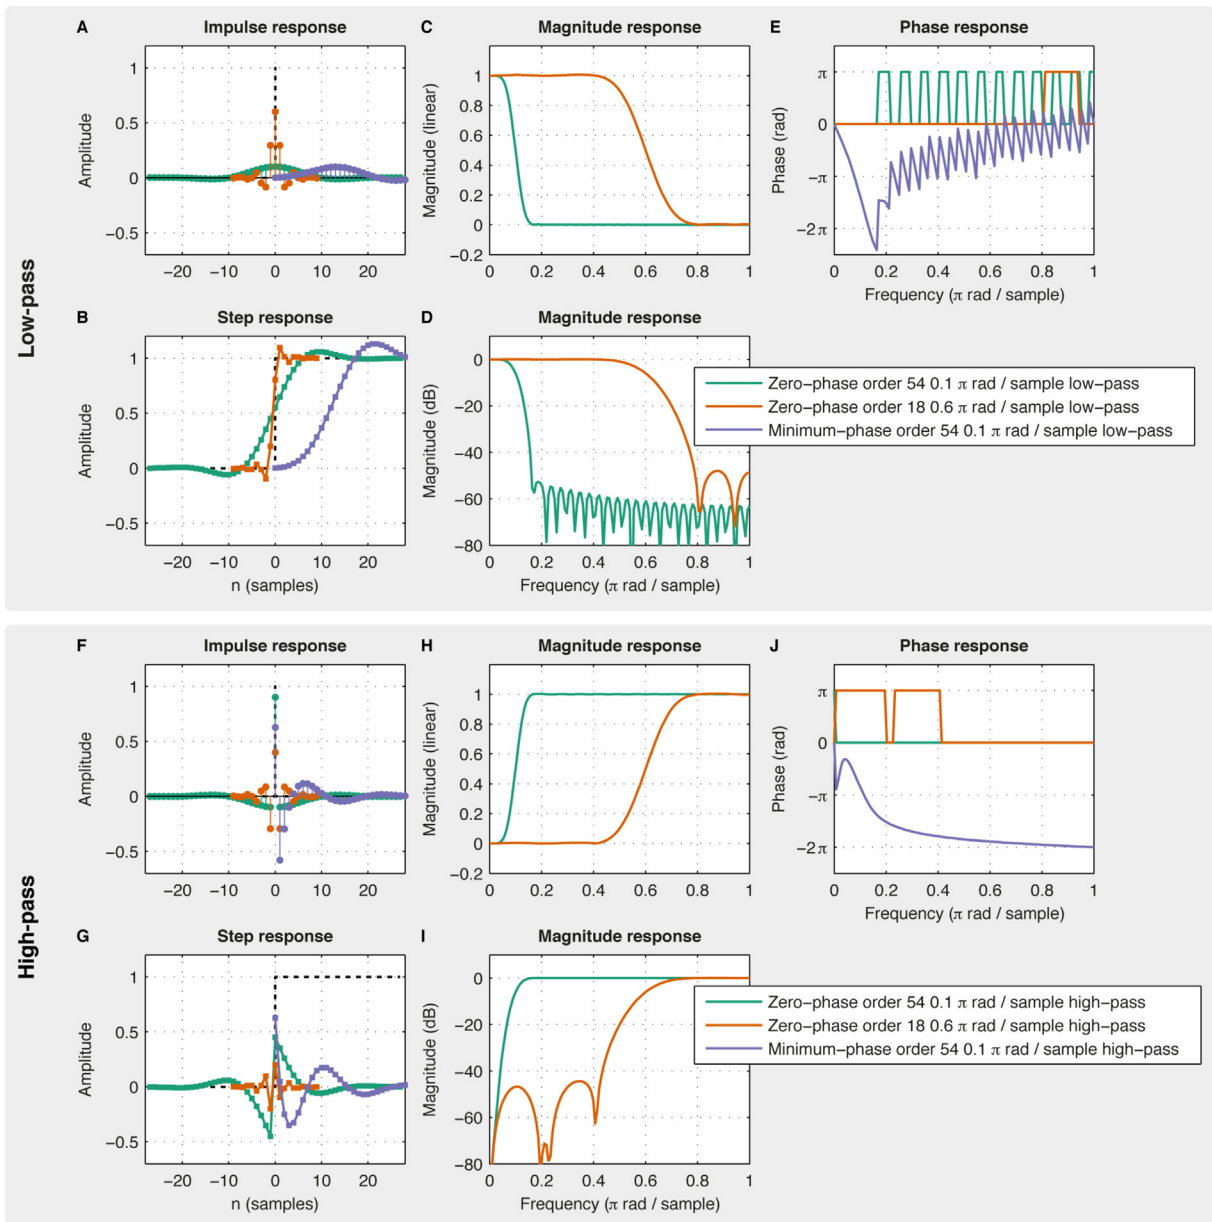 Low-pass
A Impulse response
1
0.5
0
−0.5
Amplitude
−20 −10 0 10 20
C Magnitude response
1
0.8
0.6
0.4
0.2
0
−0.2
Magnitude (linear)
0 0.2 0.4 0.6 0.8 1
E Phase response
π
0
−π
−2π
Phase (rad)
0 0.2 0.4 0.6 0.8 1
Frequency (π rad / sample)
B Step response
1
0.5
0
−0.5
Amplitude
−20 −10 0 10 20
n (samples)
D Magnitude response
0
−20
−40
−60
−80
Magnitude (dB)
0 0.2 0.4 0.6 0.8 1
Frequency (π rad / sample)
Zero−phase order 54 0.1 π rad / sample low−pass
Zero−phase order 18 0.6 π rad / sample low−pass
Minimum−phase order 54 0.1 π rad / sample low−pass
High-pass
F Impulse response
1
0.5
0
−0.5
Amplitude
−20 −10 0 10 20
H Magnitude response
1
0.8
0.6
0.4
0.2
0
−0.2
Magnitude (linear)
0 0.2 0.4 0.6 0.8 1
J Phase response
π
0
−π
−2π
Phase (rad)
0 0.2 0.4 0.6 0.8 1
Frequency (π rad / sample)
G Step response
1
0.5
0
−0.5
Amplitude
−20 −10 0 10 20
n (samples)
I Magnitude response
0
−20
−40
−60
−80
Magnitude (dB)
0 0.2 0.4 0.6 0.8 1
Frequency (π rad / sample)
Zero−phase order 54 0.1 π rad / sample high−pass
Zero−phase order 18 0.6 π rad / sample high−pass
Minimum−phase order 54 0.1 π rad / sample high−pass